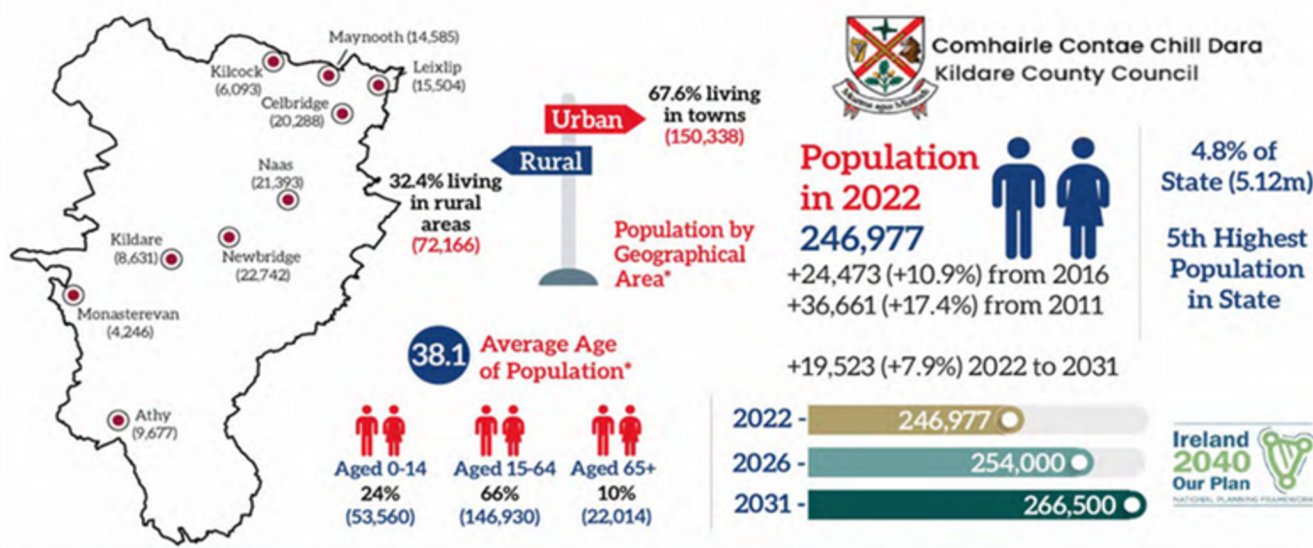 Maynooth (14,585)
Kilcock
(6,093)
Leixlip
(15,504)
Celbridge
(20,288)
Naas
(21,393)
Kildare
(8,631)
Newbridge
(22,742)
Monasterevan
(4,246)
Athy
(9,677)
Urban
67.6% living
in towns
(150,338)
Rural
32.4% living
in rural
areas
(72,166)
Population by
Geographical
Area*
38.1
Average Age
of Population*
Aged 0-14
24%
(53,560)
Aged 15-64
66%
(146,930)
Aged 65+
10%
(22,014)
Comhairle Contae Chill Dara
Kildare County Council
Population
in 2022
246,977
+24,473 (+10.9%) from 2016
+36,661 (+17.4%) from 2011
4.8% of
State (5.12m)
5th Highest
Population
in State
+19,523 (+7.9%) 2022 to 2031
2022 - 246,977
2026 - 254,000
2031 - 266,500
Ireland
2040
Our Plan
NATIONAL PLANNING FRAMEWORK